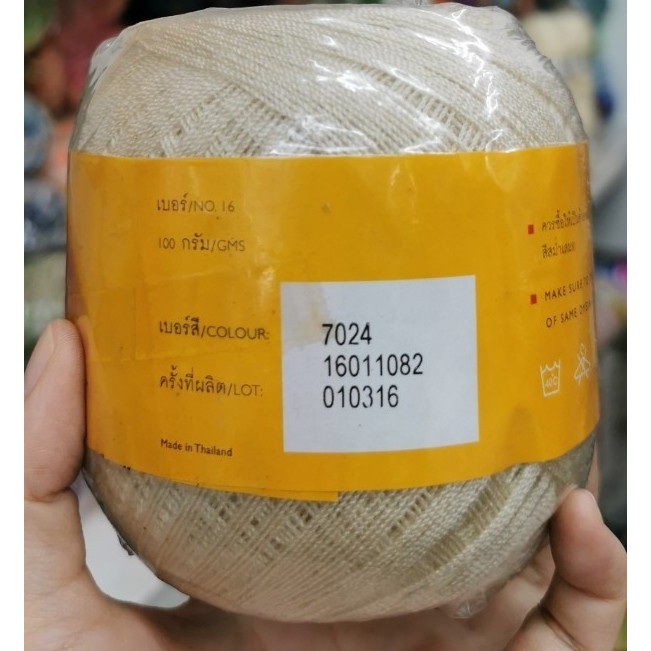 เบอร์/NO. 16
100 กรัม/GMS
เบอร์สี/COLOUR:
7024
16011082
ครั้งที่ผลิต/LOT:
010316
Made in Thailand
MAKE SURE
OF SAME
40C